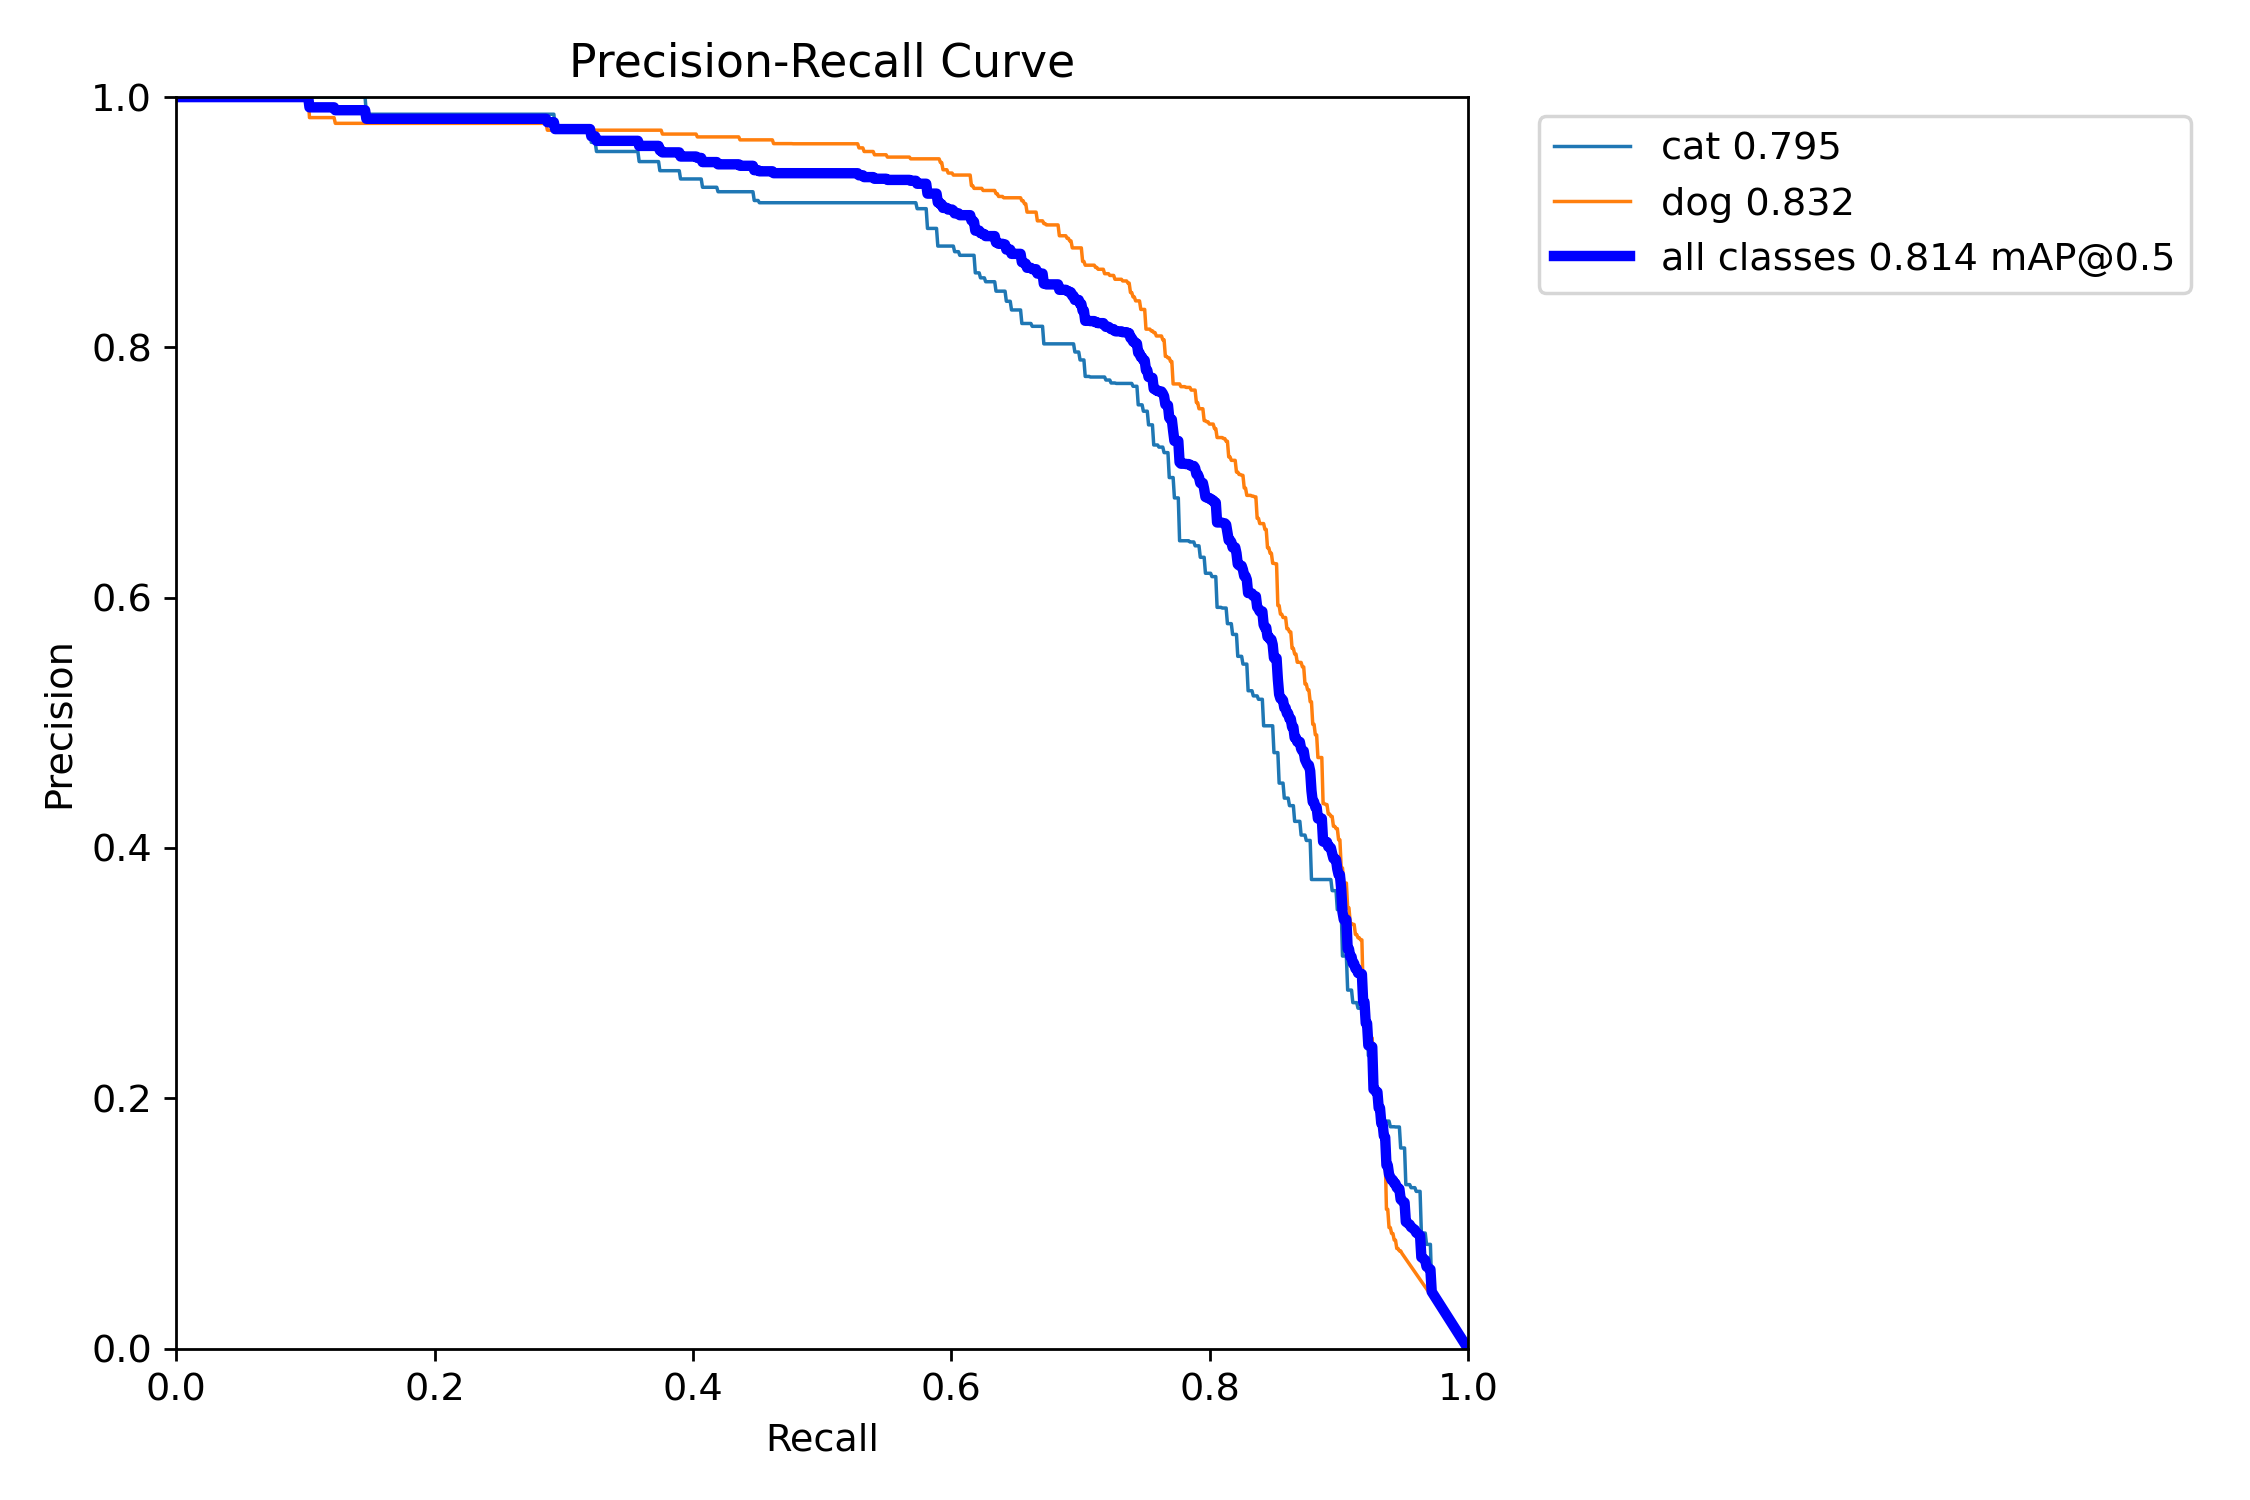 Precision-Recall Curve
1.0
0.8
0.6
0.4
0.2
0.0
Precision
0.0 0.2 0.4 0.6 0.8 1.0
Recall
cat 0.795
dog 0.832
all classes 0.814 mAP@0.5